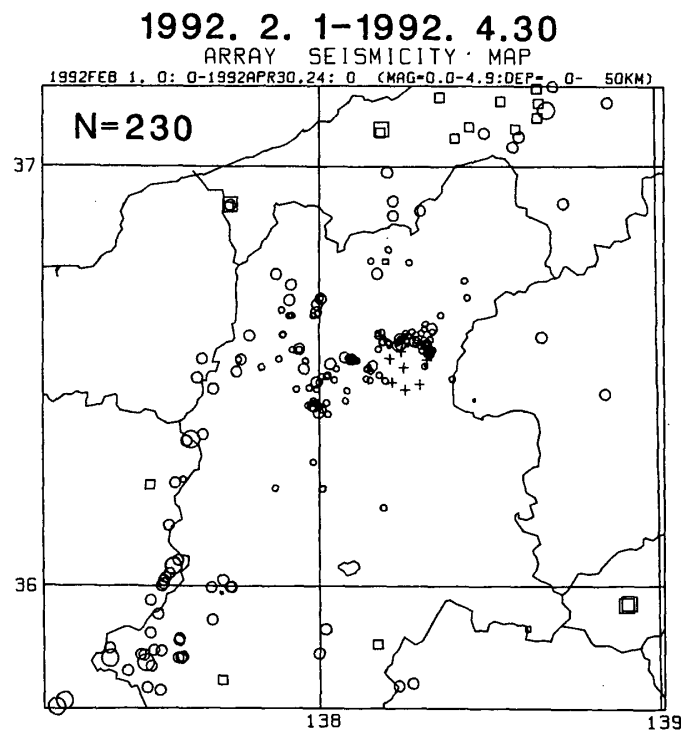 1992. 2. 1-1992. 4.30
ARRAY SEISMICITY MAP
1992FEB 1, 0: 0-1992APR30,24: 0 (MAG=0.0-4.9:DEP= 0- 50KM)
N=230
37
36
138
139